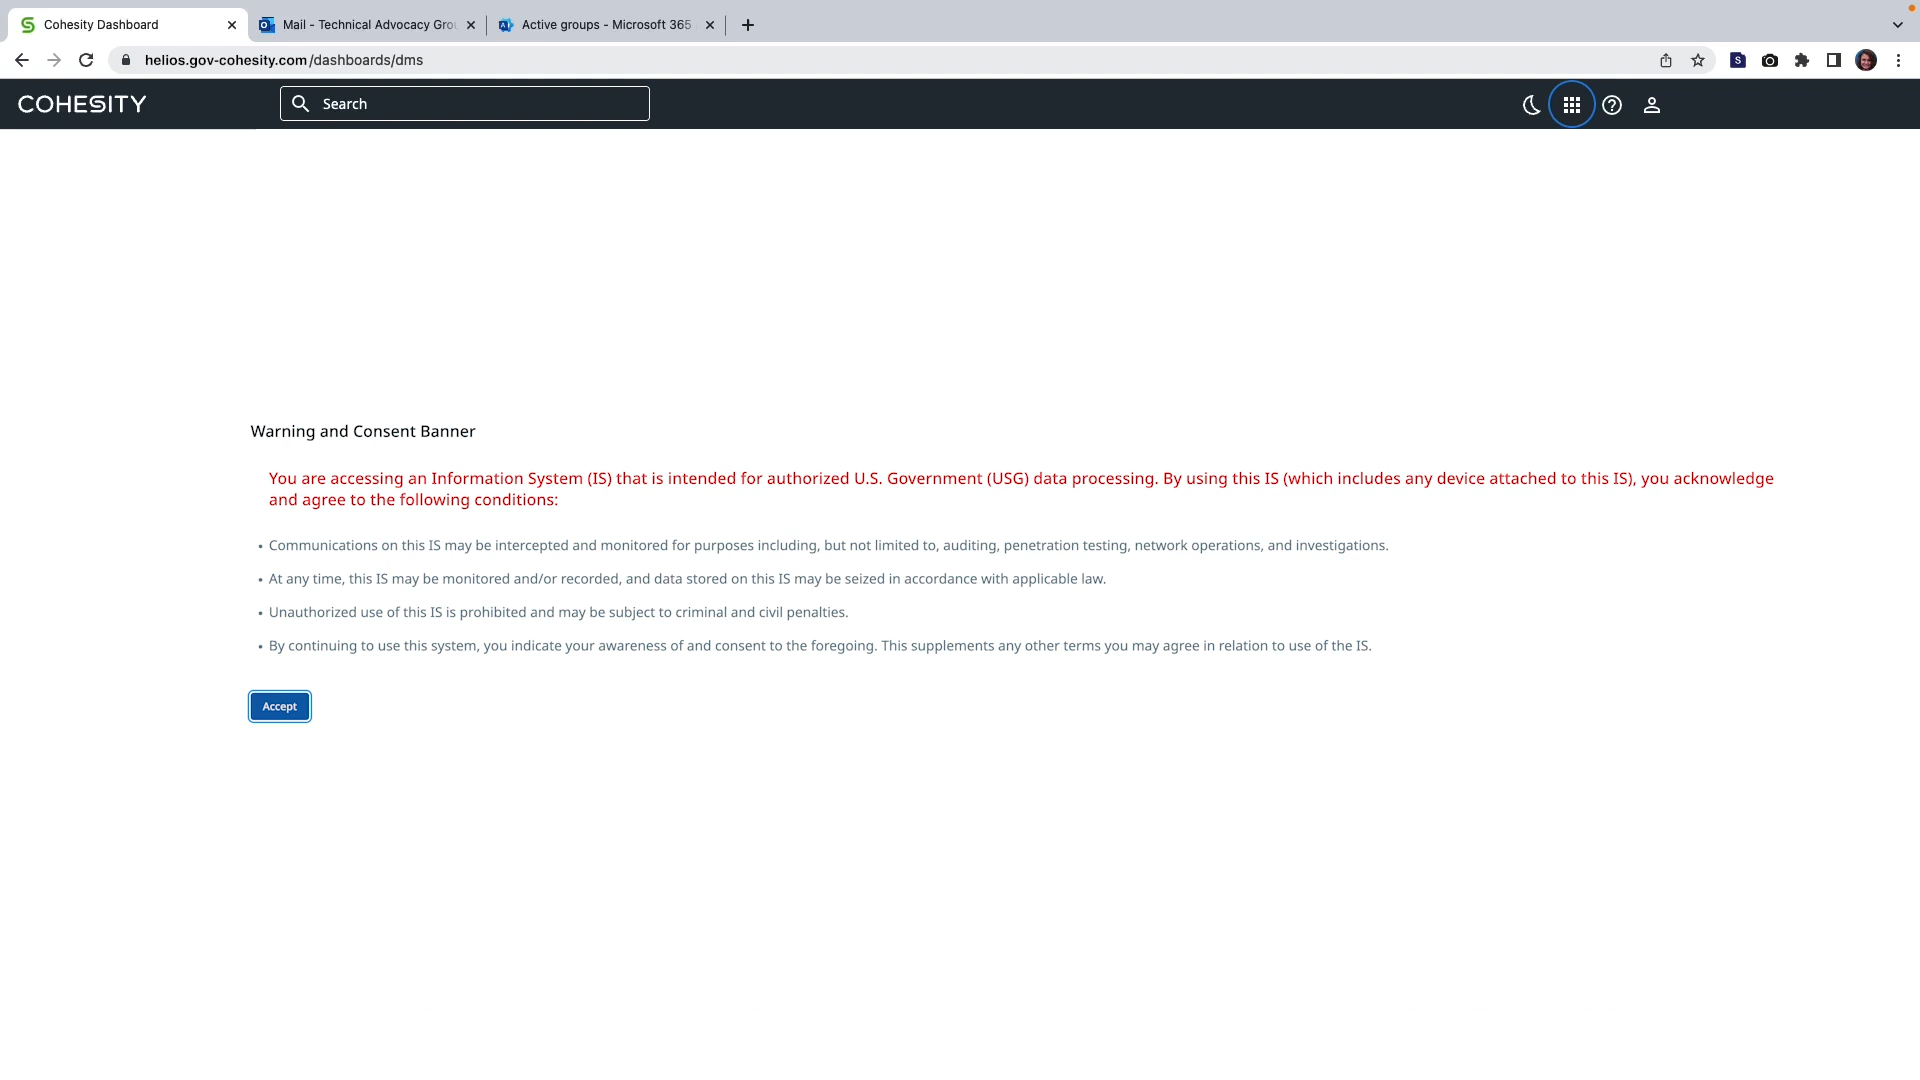 Cohesity Dashboard
Mail - Technical Advocacy Grou
Active groups - Microsoft 365
helios.gov-cohesity.com/dashboards/dms
S
COHESITY
Search
Warning and Consent Banner
You are accessing an Information System (IS) that is intended for authorized U.S. Government (USG) data processing. By using this IS (which includes any device attached to this IS), you acknowledge
and agree to the following conditions:
• Communications on this IS may be intercepted and monitored for purposes including, but not limited to, auditing, penetration testing, network operations, and investigations.
• At any time, this IS may be monitored and/or recorded, and data stored on this IS may be seized in accordance with applicable law.
• Unauthorized use of this IS is prohibited and may be subject to criminal and civil penalties.
• By continuing to use this system, you indicate your awareness of and consent to the foregoing. This supplements any other terms you may agree in relation to use of the IS.
Accept